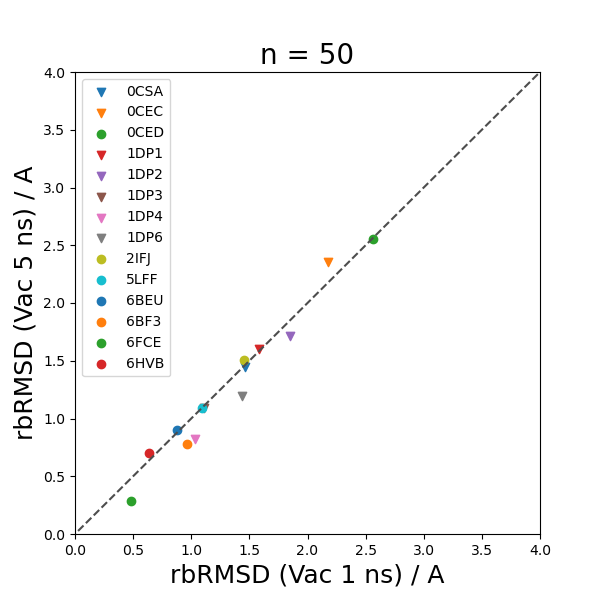 n = 50
rbRMSD (Vac 5 ns) / A
4.0
3.5
3.0
2.5
2.0
1.5
1.0
0.5
0.0
0CSA
0CEC
0CED
1DP1
1DP2
1DP3
1DP4
1DP6
2IFJ
5LFF
6BEU
6BF3
6FCE
6HVB
0.0 0.5 1.0 1.5 2.0 2.5 3.0 3.5 4.0
rbRMSD (Vac 1 ns) / A